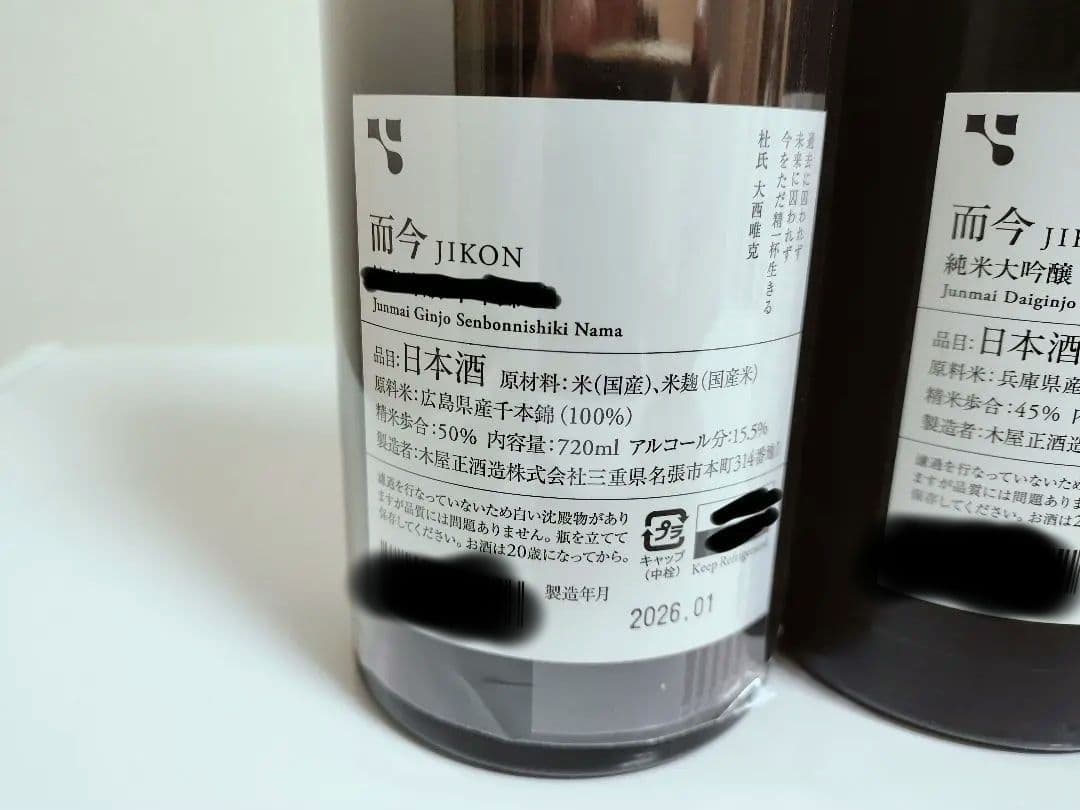 過去に囚われず
未来に囚われず
今をただ精一杯生きる
杜氏 大西唯克
而今 JIKON
Junmai Ginjo Senbonnishiki Nama
品目:日本酒 原材料:米(国産)、米麹(国産米)
原料米:広島県産千本錦(100%)
精米歩合:50% 内容量:720ml アルコール分:15.5%
製造者:木屋正酒造株式会社三重県名張市本町314番地
濾過を行なっていないため白い沈殿物があり
ますが品質には問題ありません。瓶を立てて
保存してください。お酒は20歳になってから。
プラ
キャップ
(中栓)
Keep Refrigerated
製造年月
2026.01
而今 JI
純米大吟醸
Junmai Daiginjo
品目:日本酒
原料米:兵庫県産
精米歩合:45% 内
製造者:木屋正酒造
濾過を行なっていないため
ますが品質には問題あり
保存してください。お酒は2